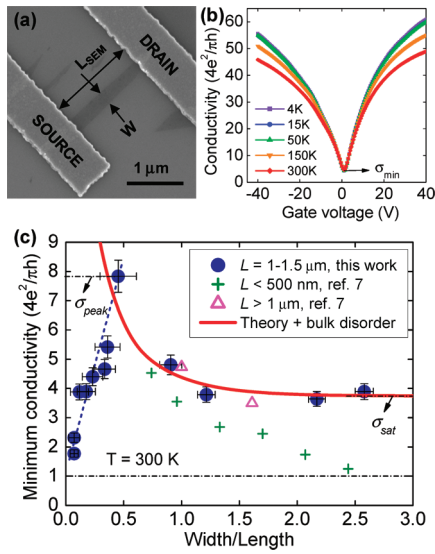 (a)
L_SEM
DRAIN
SOURCE
W
1 μm
(b)
Conductivity (4e²/πh)
60
50
40
30
20
10
0
4K
15K
50K
150K
300K
σ_min
-40 -20 0 20 40
Gate voltage (V)
(c)
Minimum conductivity (4e²/πh)
9
8
7
6
5
4
3
2
1
0
σ_peak
L = 1-1.5 μm, this work
L < 500 nm, ref. 7
L > 1 μm, ref. 7
Theory + bulk disorder
σ_sat
T = 300 K
0.0 0.5 1.0 1.5 2.0 2.5 3.0
Width/Length